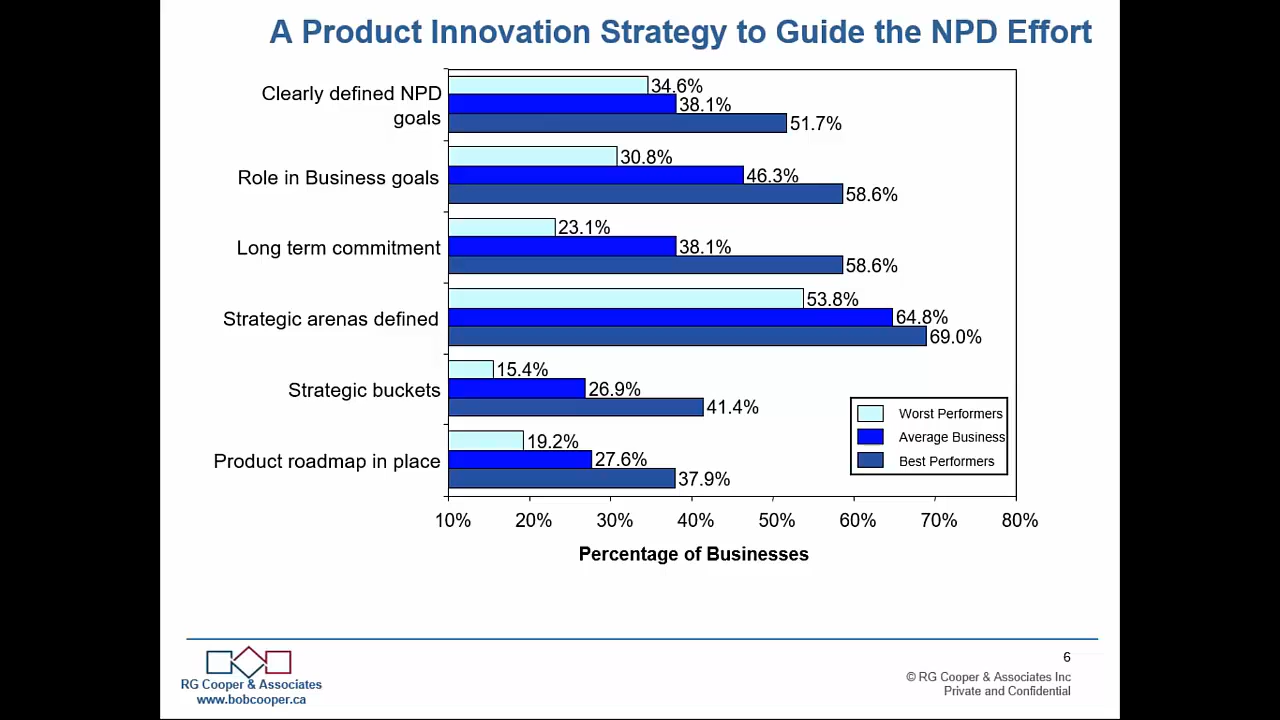 A Product Innovation Strategy to Guide the NPD Effort
Clearly defined NPD
goals
34.6%
38.1%
51.7%
Role in Business goals
30.8%
46.3%
58.6%
Long term commitment
23.1%
38.1%
58.6%
Strategic arenas defined
53.8%
64.8%
69.0%
Strategic buckets
15.4%
26.9%
41.4%
Product roadmap in place
19.2%
27.6%
37.9%
Worst Performers
Average Business
Best Performers
10% 20% 30% 40% 50% 60% 70% 80%
Percentage of Businesses
RG Cooper & Associates
www.bobcooper.ca
6
© RG Cooper & Associates Inc
Private and Confidential